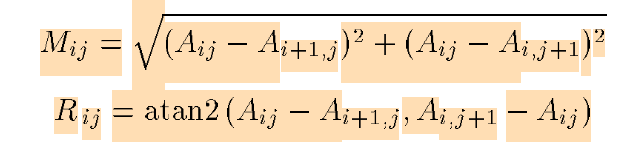 M_{ij} = \sqrt{(A_{ij} - A_{i+1,j})^2 + (A_{ij} - A_{i,j+1})^2}
R_{ij} = atan2 (A_{ij} - A_{i+1,j}, A_{i,j+1} - A_{ij})